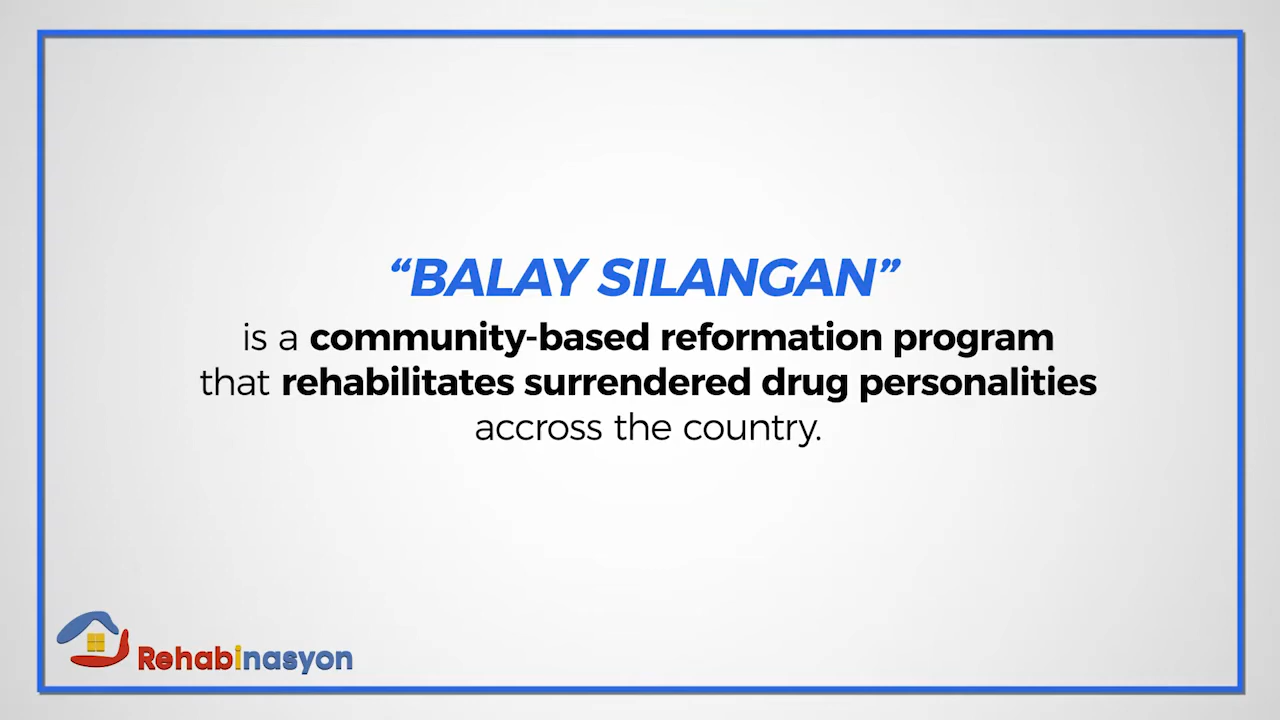 “BALAY SILANGAN”
is a community-based reformation program
that rehabilitates surrendered drug personalities
accross the country.
Rehabinasyon